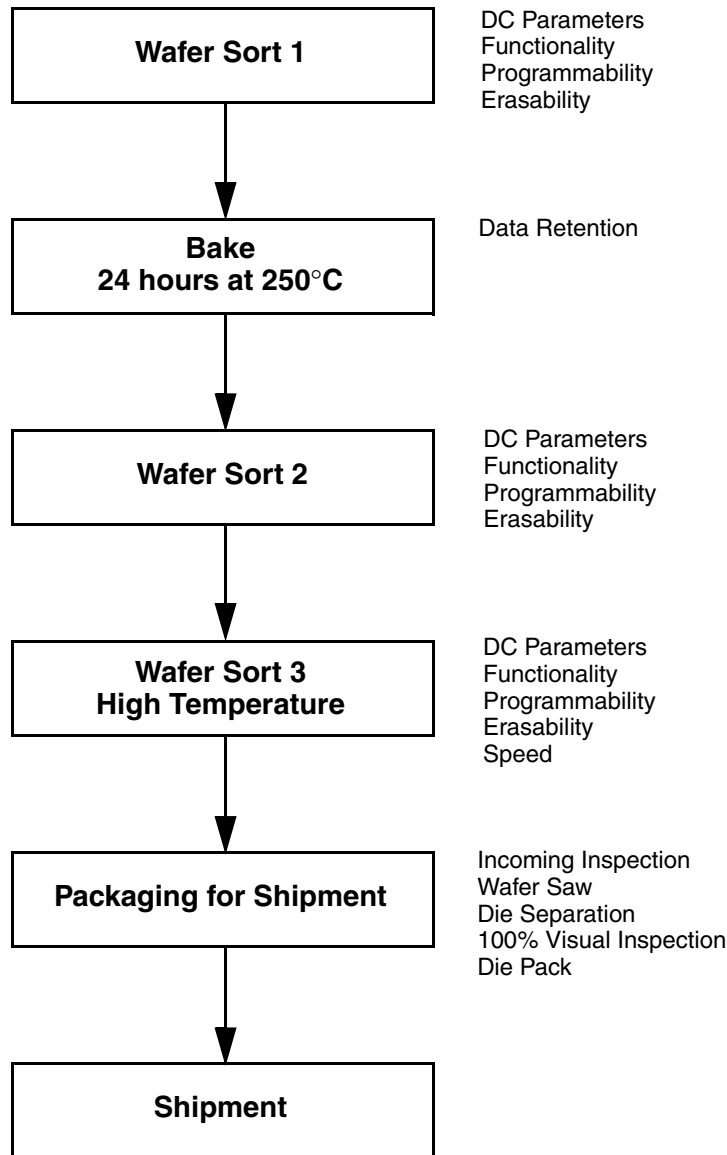 Wafer Sort 1
DC Parameters
Functionality
Programmability
Erasability
Bake
24 hours at 250°C
Data Retention
Wafer Sort 2
DC Parameters
Functionality
Programmability
Erasability
Wafer Sort 3
High Temperature
DC Parameters
Functionality
Programmability
Erasability
Speed
Packaging for Shipment
Incoming Inspection
Wafer Saw
Die Separation
100% Visual Inspection
Die Pack
Shipment